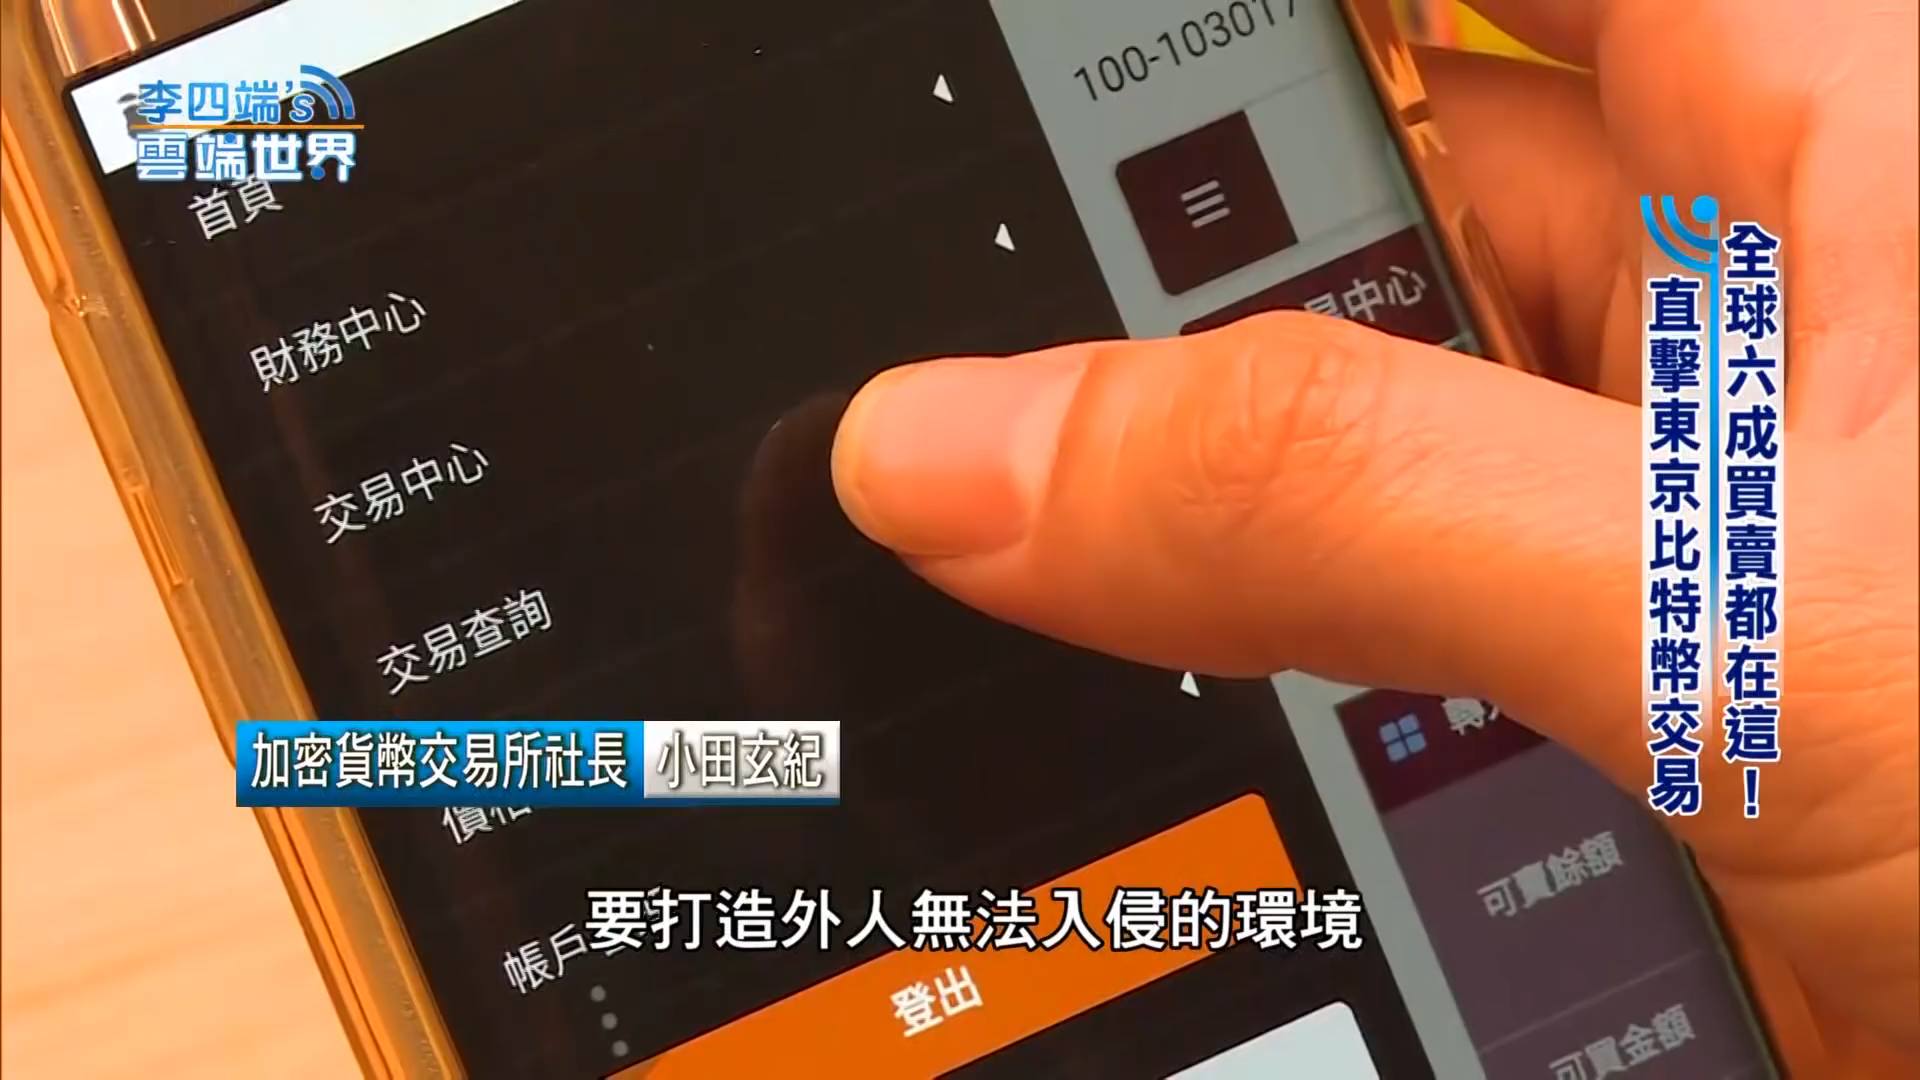 李四端's
雲端世界
100-10301
首頁
財務中心
交易中心
交易查詢
易中心
全球六成買賣都在這！
直擊東京比特幣交易
加密貨幣交易所社長 小田玄紀
可賣餘額
可買金額
帳戶
要打造外人無法入侵的環境
登出